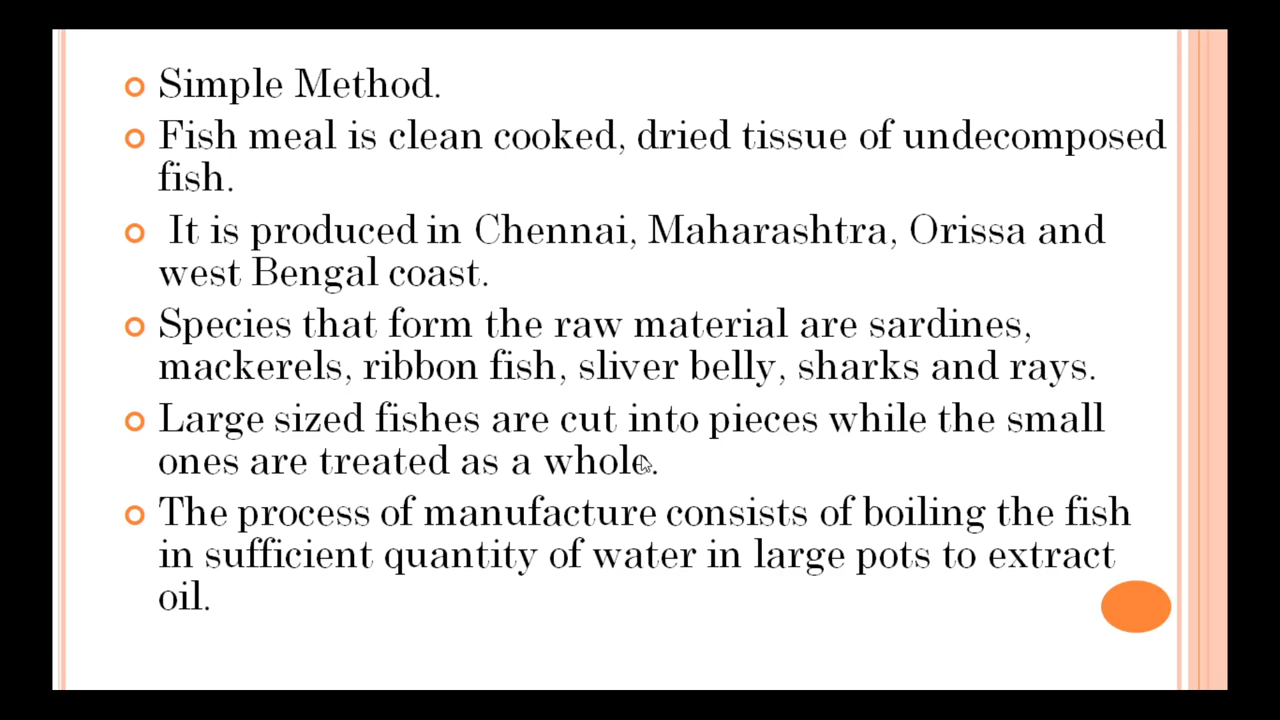 Simple Method.
Fish meal is clean cooked, dried tissue of undecomposed
fish.
It is produced in Chennai, Maharashtra, Orissa and
west Bengal coast.
Species that form the raw material are sardines,
mackerels, ribbon fish, sliver belly, sharks and rays.
Large sized fishes are cut into pieces while the small
ones are treated as a whole.
The process of manufacture consists of boiling the fish
in sufficient quantity of water in large pots to extract
oil.